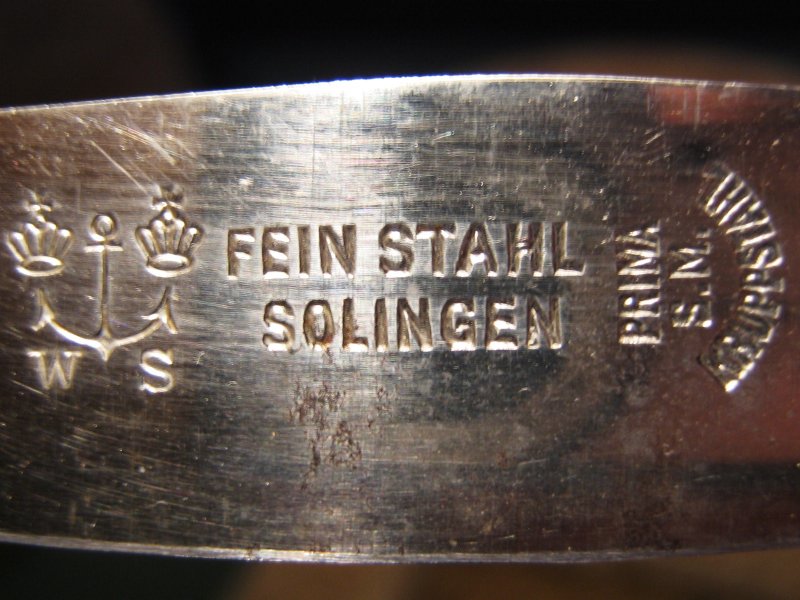 W S
FEIN STAHL
SOLINGEN
PRIMA
S.M.